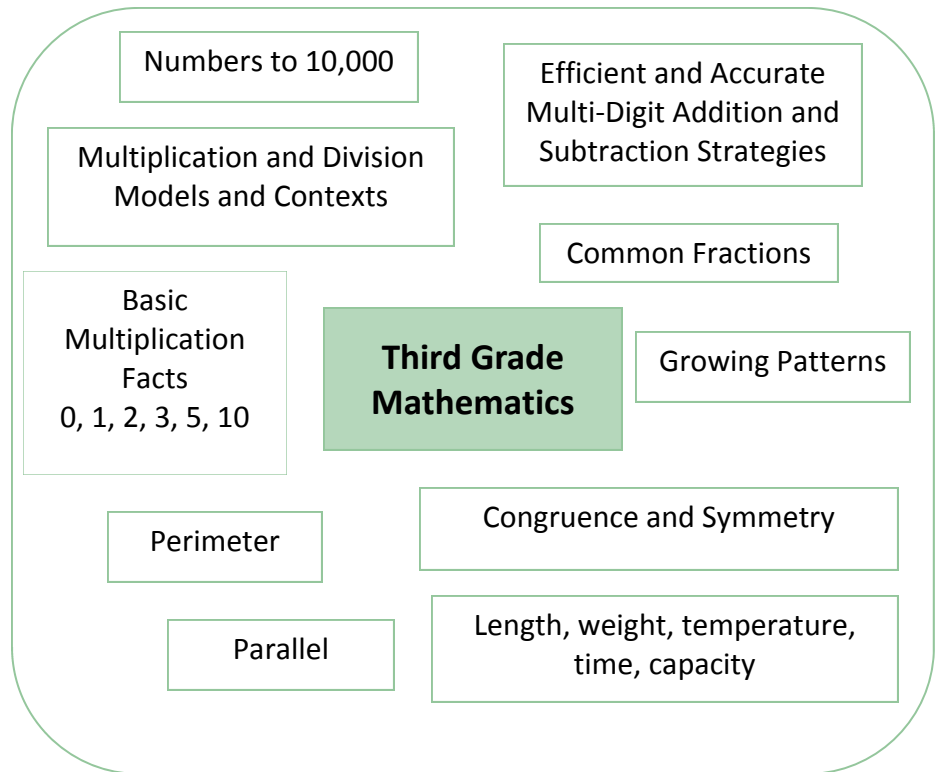 Numbers to 10,000
Efficient and Accurate
Multi-Digit Addition and
Subtraction Strategies
Multiplication and Division
Models and Contexts
Common Fractions
Basic
Multiplication
Facts
0, 1, 2, 3, 5, 10
Third Grade
Mathematics
Growing Patterns
Congruence and Symmetry
Perimeter
Length, weight, temperature,
time, capacity
Parallel